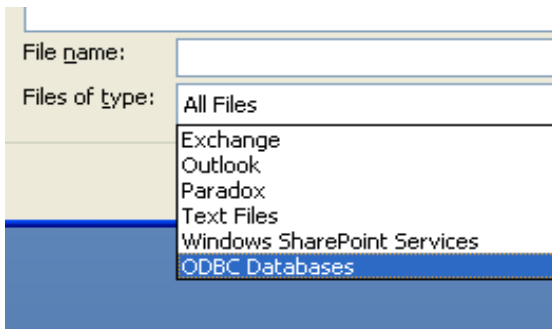 File name:
Files of type:
All Files
Exchange
Outlook
Paradox
Text Files
Windows SharePoint Services
ODBC Databases